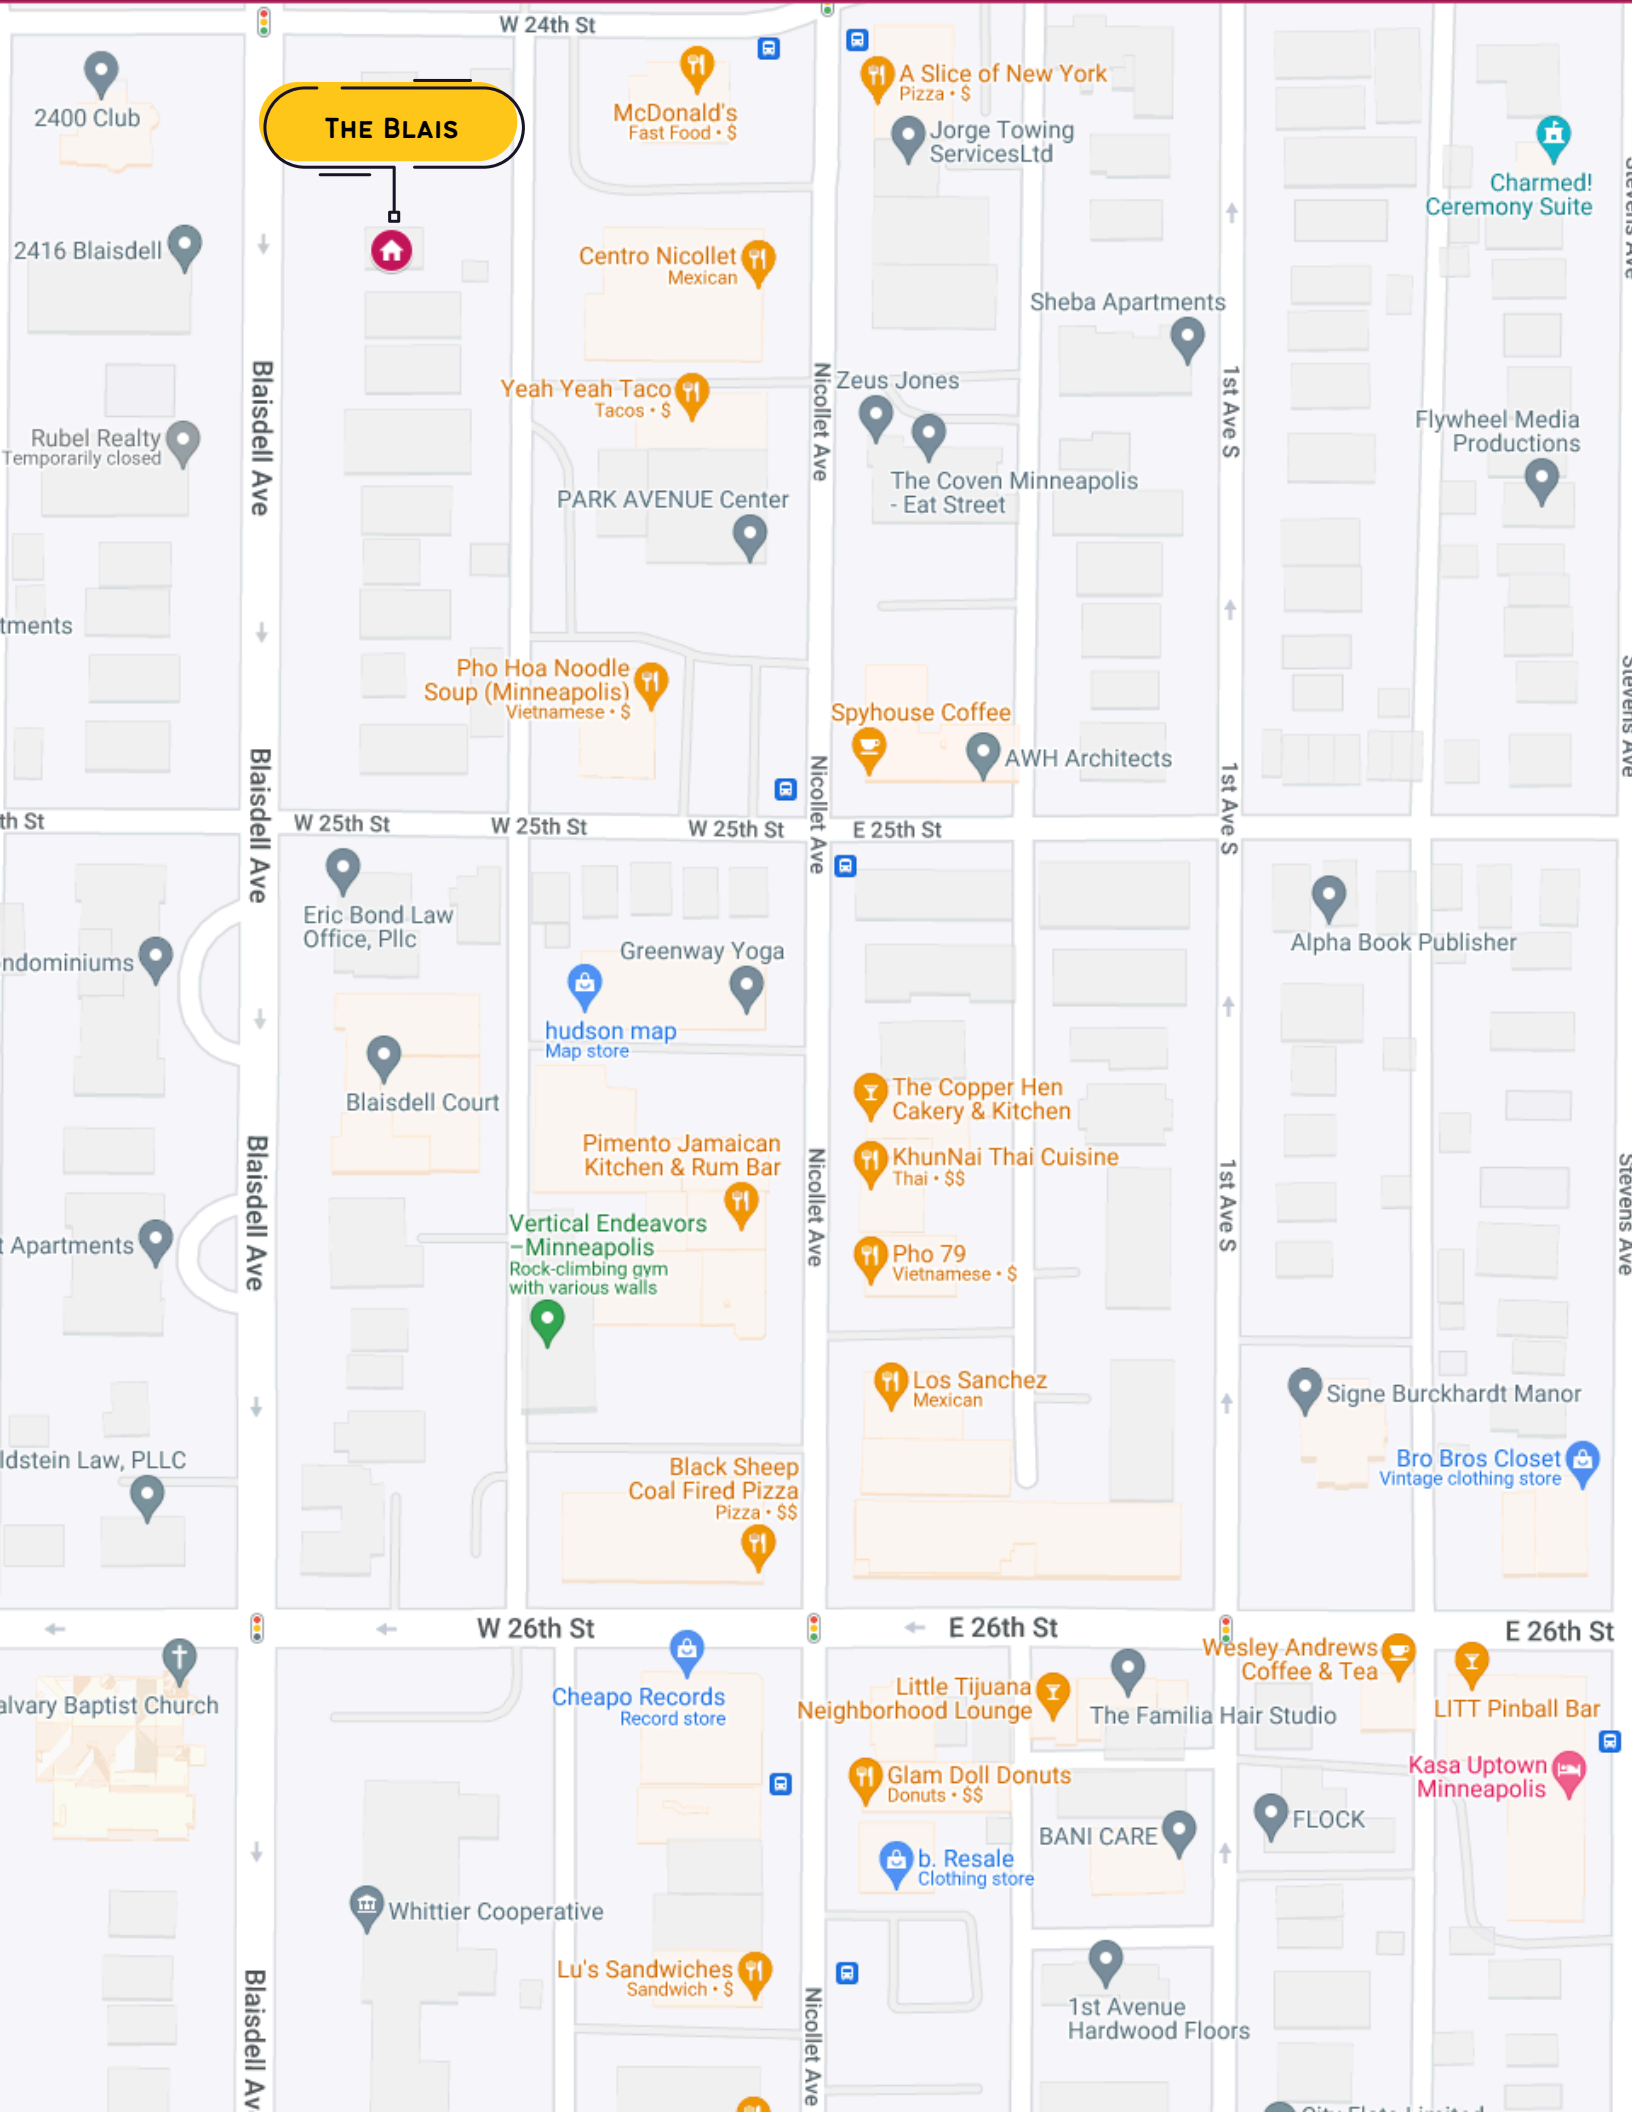 W 24th St
2400 Club
THE BLAIS
McDonald's
Fast Food • $
A Slice of New York
Pizza • $
Jorge Towing
ServicesLtd
Charmed!
Ceremony Suite
Stevens Ave
2416 Blaisdell
Centro Nicollet
Mexican
Sheba Apartments
Blaisdell Ave
Yeah Yeah Taco
Tacos • $
Nicollet Ave
Zeus Jones
1st Ave S
Flywheel Media
Productions
Rubel Realty
Temporarily closed
PARK AVENUE Center
The Coven Minneapolis
- Eat Street
tments
Pho Hoa Noodle
Soup (Minneapolis)
Vietnamese • $
Spyhouse Coffee
AWH Architects
Stevens Ave
Blaisdell Ave
Nicollet Ave
1st Ave S
th St
W 25th St
W 25th St
W 25th St
E 25th St
Eric Bond Law
Office, Pllc
Greenway Yoga
Alpha Book Publisher
ndominiums
hudson map
Map store
Blaisdell Court
The Copper Hen
Cakery & Kitchen
Pimento Jamaican
Kitchen & Rum Bar
KhunNai Thai Cuisine
Thai • $$
Blaisdell Ave
Nicollet Ave
1st Ave S
Stevens Ave
Vertical Endeavors
–Minneapolis
Rock-climbing gym
with various walls
t Apartments
Pho 79
Vietnamese • $
Los Sanchez
Mexican
Signe Burckhardt Manor
ldstein Law, PLLC
Black Sheep
Coal Fired Pizza
Pizza • $$
Bro Bros Closet
Vintage clothing store
W 26th St
E 26th St
E 26th St
alvary Baptist Church
Cheapo Records
Record store
Little Tijuana
Neighborhood Lounge
The Familia Hair Studio
Wesley Andrews
Coffee & Tea
LITT Pinball Bar
Glam Doll Donuts
Donuts • $$
Kasa Uptown
Minneapolis
BANI CARE
FLOCK
b. Resale
Clothing store
Whittier Cooperative
Lu's Sandwiches
Sandwich • $
Blaisdell Av
Nicollet Ave
1st Avenue
Hardwood Floors